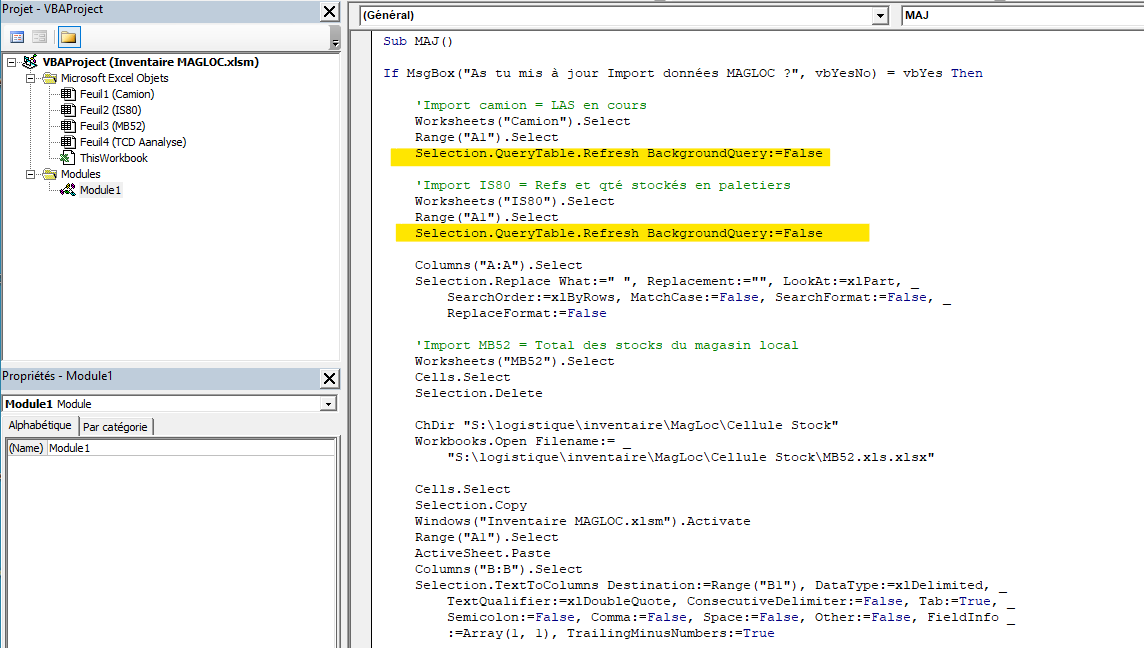 Projet - VBAProject
VBAProject (Inventaire MAGLOC.xlsm)
Microsoft Excel Objets
Feuil1 (Camion)
Feuil2 (IS80)
Feuil3 (MB52)
Feuil4 (TCD Aanalyse)
ThisWorkbook
Modules
Module1
Propriétés - Module1
Module1 Module
Alphabétique Par catégorie
(Name) Module1
(Général) MAJ
Sub MAJ()
If MsgBox("As tu mis à jour Import données MAGLOC ?", vbYesNo) = vbYes Then
'Import camion = LAS en cours
Worksheets("Camion").Select
Range("A1").Select
Selection.QueryTable.Refresh BackgroundQuery:=False
'Import IS80 = Refs et qté stockés en paletiers
Worksheets("IS80").Select
Range("A1").Select
Selection.QueryTable.Refresh BackgroundQuery:=False
Columns("A:A").Select
Selection.Replace What:=" ", Replacement:="", LookAt:=xlPart, _
SearchOrder:=xlByRows, MatchCase:=False, SearchFormat:=False, _
ReplaceFormat:=False
'Import MB52 = Total des stocks du magasin local
Worksheets("MB52").Select
Cells.Select
Selection.Delete
ChDir "S:\logistique\inventaire\MagLoc\Cellule Stock"
Workbooks.Open Filename:= _
"S:\logistique\inventaire\MagLoc\Cellule Stock\MB52.xls.xlsx"
Cells.Select
Selection.Copy
Windows("Inventaire MAGLOC.xlsm").Activate
Range("A1").Select
ActiveSheet.Paste
Columns("B:B").Select
Selection.TextToColumns Destination:=Range("B1"), DataType:=xlDelimited, _
TextQualifier:=xlDoubleQuote, ConsecutiveDelimiter:=False, Tab:=True, _
Semicolon:=False, Comma:=False, Space:=False, Other:=False, FieldInfo _
:=Array(1, 1), TrailingMinusNumbers:=True